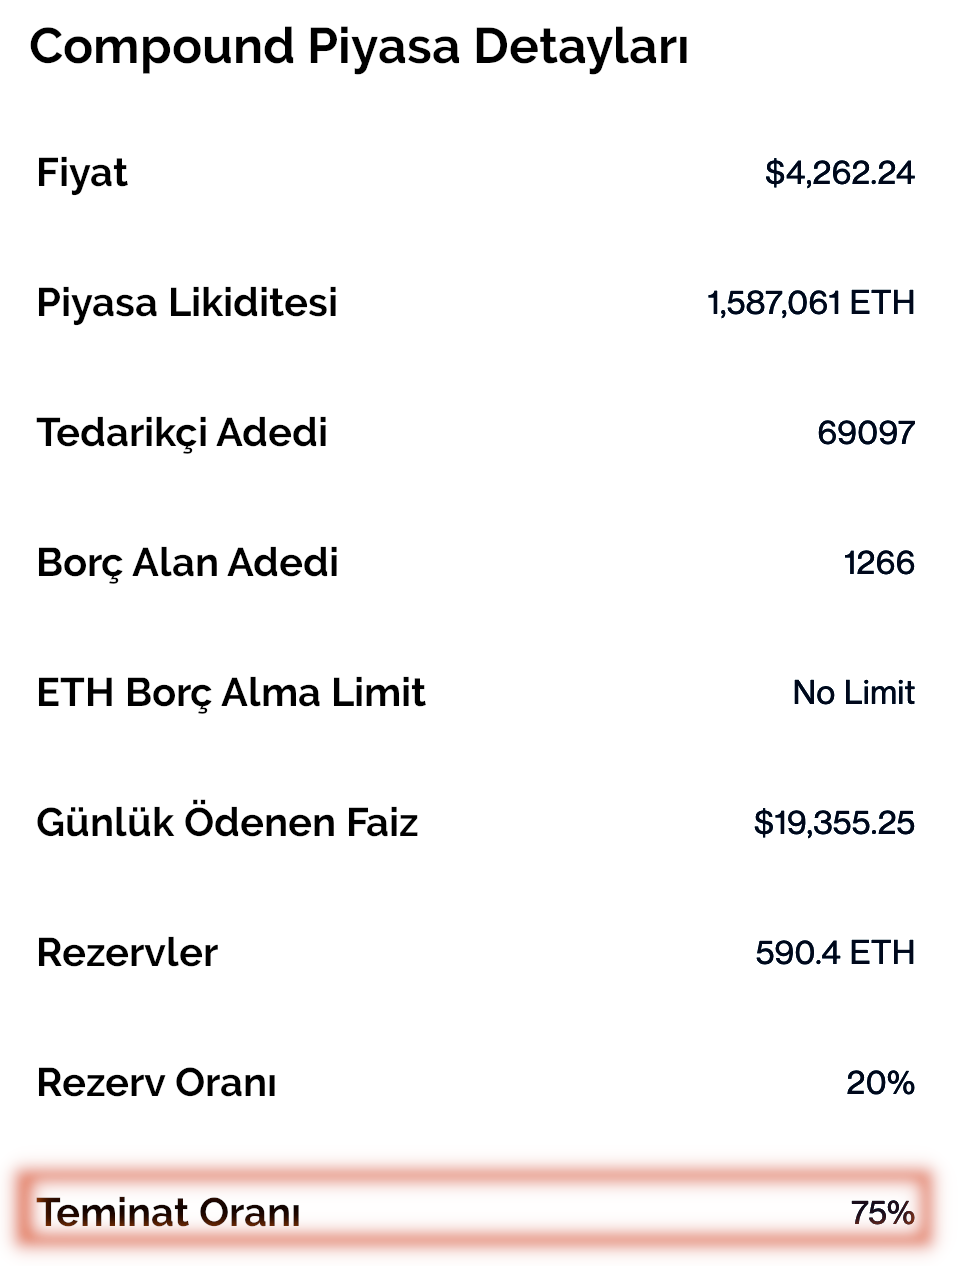 Compound Piyasa Detayları
Fiyat $4,262.24
Piyasa Likiditesi 1,587,061 ETH
Tedarikçi Adedi 69097
Borç Alan Adedi 1266
ETH Borç Alma Limit No Limit
Günlük Ödenen Faiz $19,355.25
Rezervler 590.4 ETH
Rezerv Oranı 20%
Teminat Oranı 75%